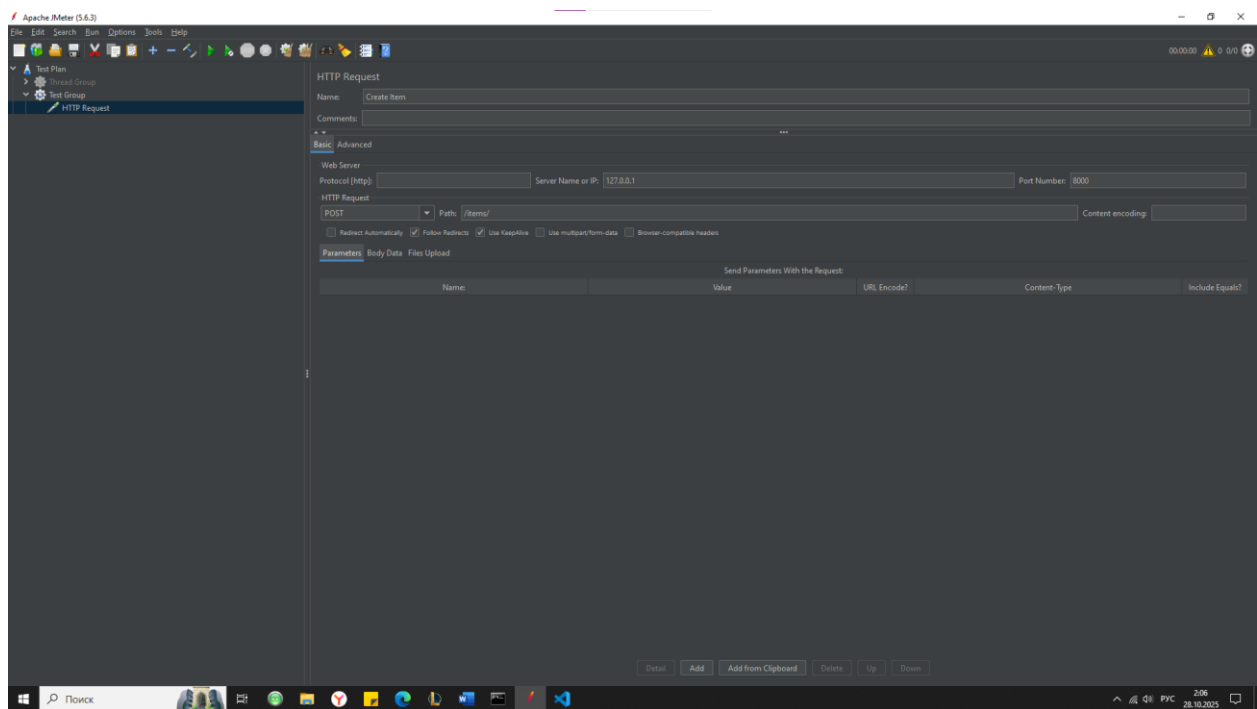 Apache JMeter (5.6.3)
File Edit Search Run Options Tools Help
00:00:00 0 0/0
Test Plan
Thread Group
Test Group
HTTP Request
HTTP Request
Name: Create Item
Comments:
Basic Advanced
Web Server
Protocol [http]: Server Name or IP: 127.0.0.1 Port Number: 8000
HTTP Request
POST Path: /items/ Content encoding:
Redirect Automatically Follow Redirects Use KeepAlive Use multipart/form-data Browser-compatible headers
Parameters Body Data Files Upload
Send Parameters With the Request:
Name: Value URL Encode? Content-Type Include Equals?
Detail Add Add from Clipboard Delete Up Down
Поиск
РУС
2:06
28.10.2025